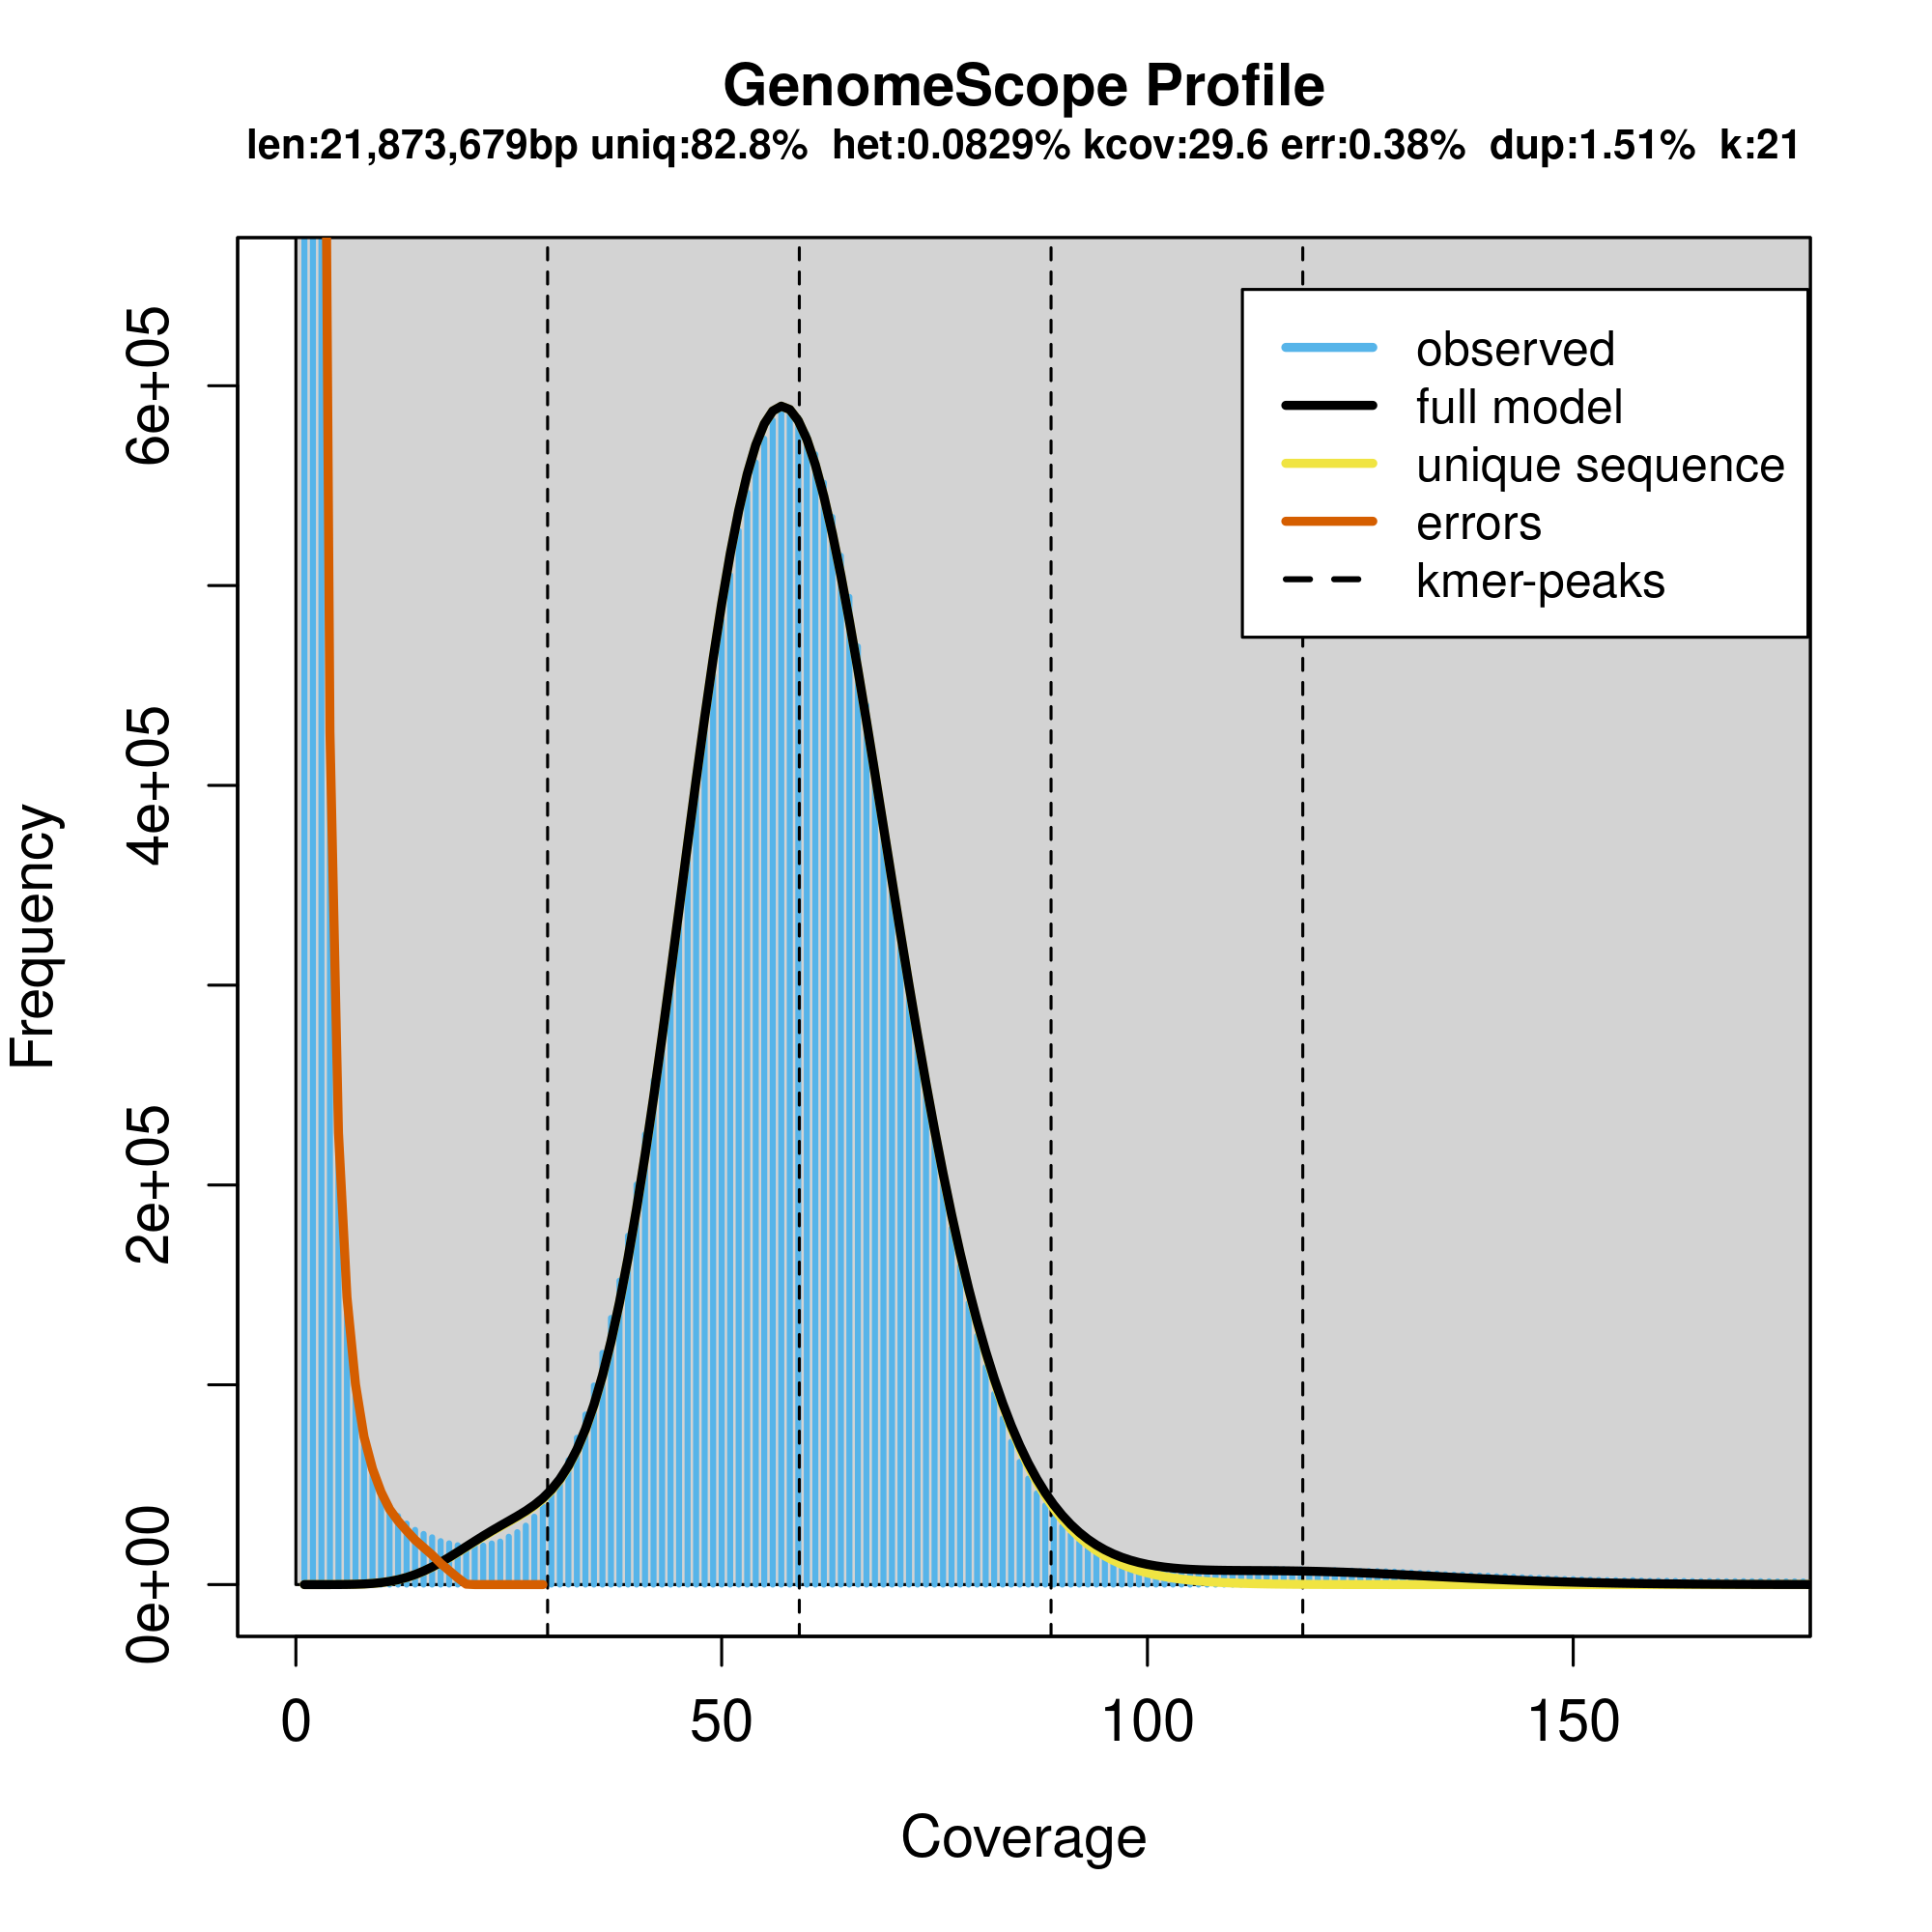 GenomeScope Profile
len:21,873,679bp uniq:82.8% het:0.0829% kcov:29.6 err:0.38% dup:1.51% k:21
observed
full model
unique sequence
errors
kmer-peaks
Frequency
6e+05
4e+05
2e+05
0e+00
0 50 100 150
Coverage